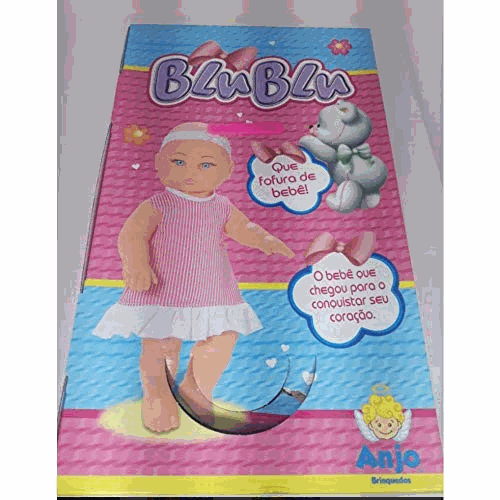 BLuBLu
Que
fofura de
bebê!
O bebê que
chegou para o
conquistar seu
coração.
Anjo
Brinquedos